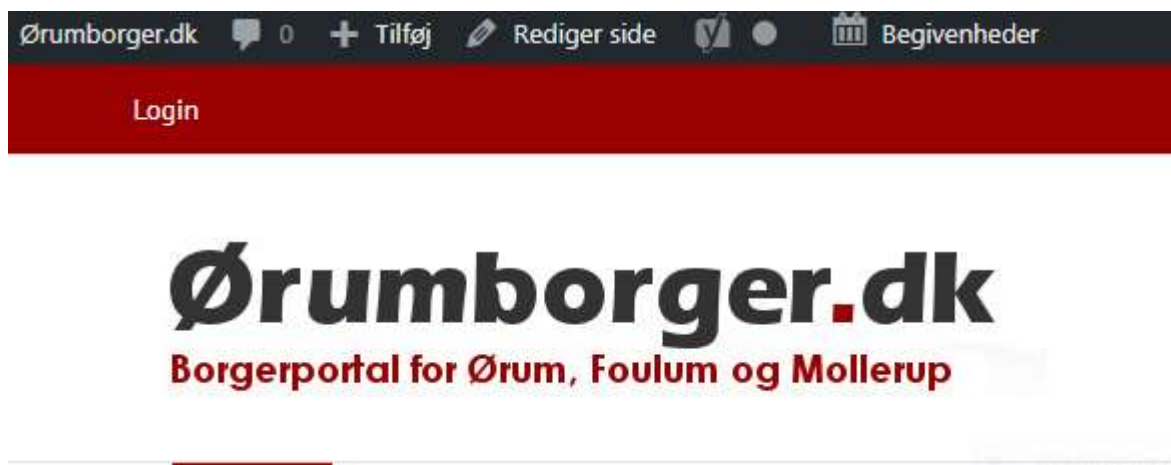 Ørumborger.dk 0 Tilføj Rediger side Begivenheder
Login
Ørumborger.dk
Borgerportal for Ørum, Foulum og Mollerup